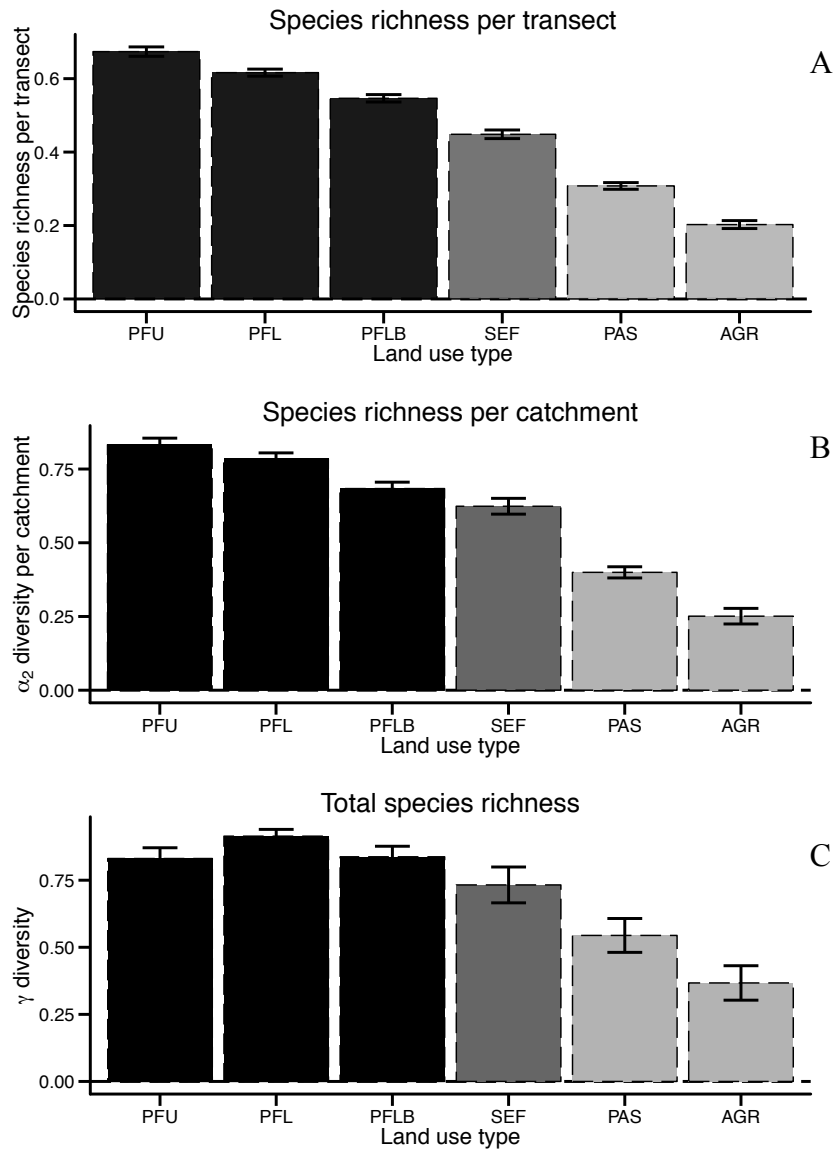 Species richness per transect
A
Species richness per transect
0.6
0.4
0.2
0.0
PFU PFL PFLB SEF PAS AGR
Land use type
Species richness per catchment
B
α₂ diversity per catchment
0.75
0.50
0.25
0.00
PFU PFL PFLB SEF PAS AGR
Land use type
Total species richness
C
γ diversity
0.75
0.50
0.25
0.00
PFU PFL PFLB SEF PAS AGR
Land use type